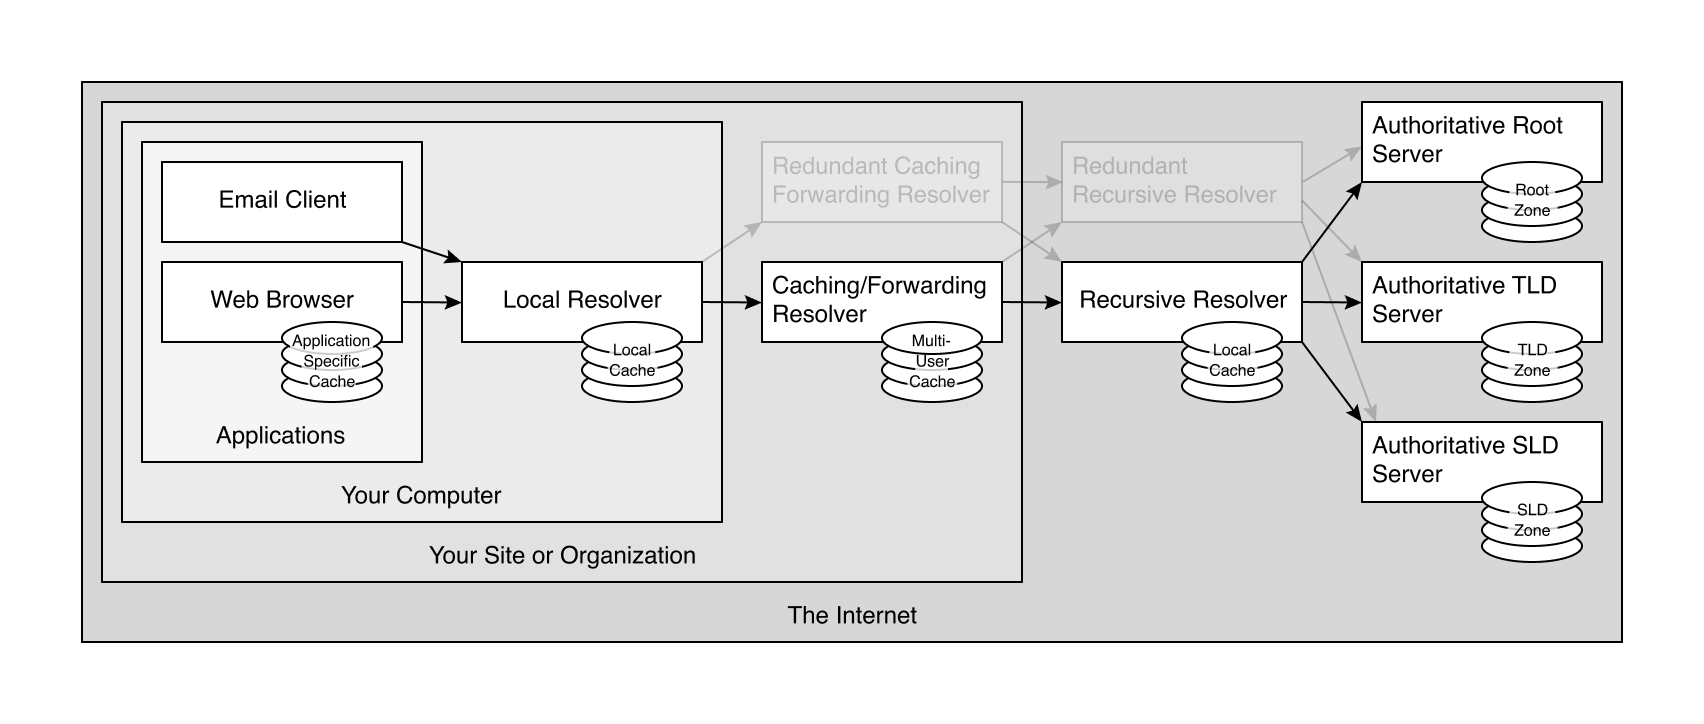 Email Client
Web Browser
Application
Specific
Cache
Applications
Local Resolver
Local
Cache
Your Computer
Redundant Caching
Forwarding Resolver
Caching/Forwarding
Resolver
Multi-
User
Cache
Your Site or Organization
Redundant
Recursive Resolver
Recursive Resolver
Local
Cache
Authoritative Root
Server
Root
Zone
Authoritative TLD
Server
TLD
Zone
Authoritative SLD
Server
SLD
Zone
The Internet